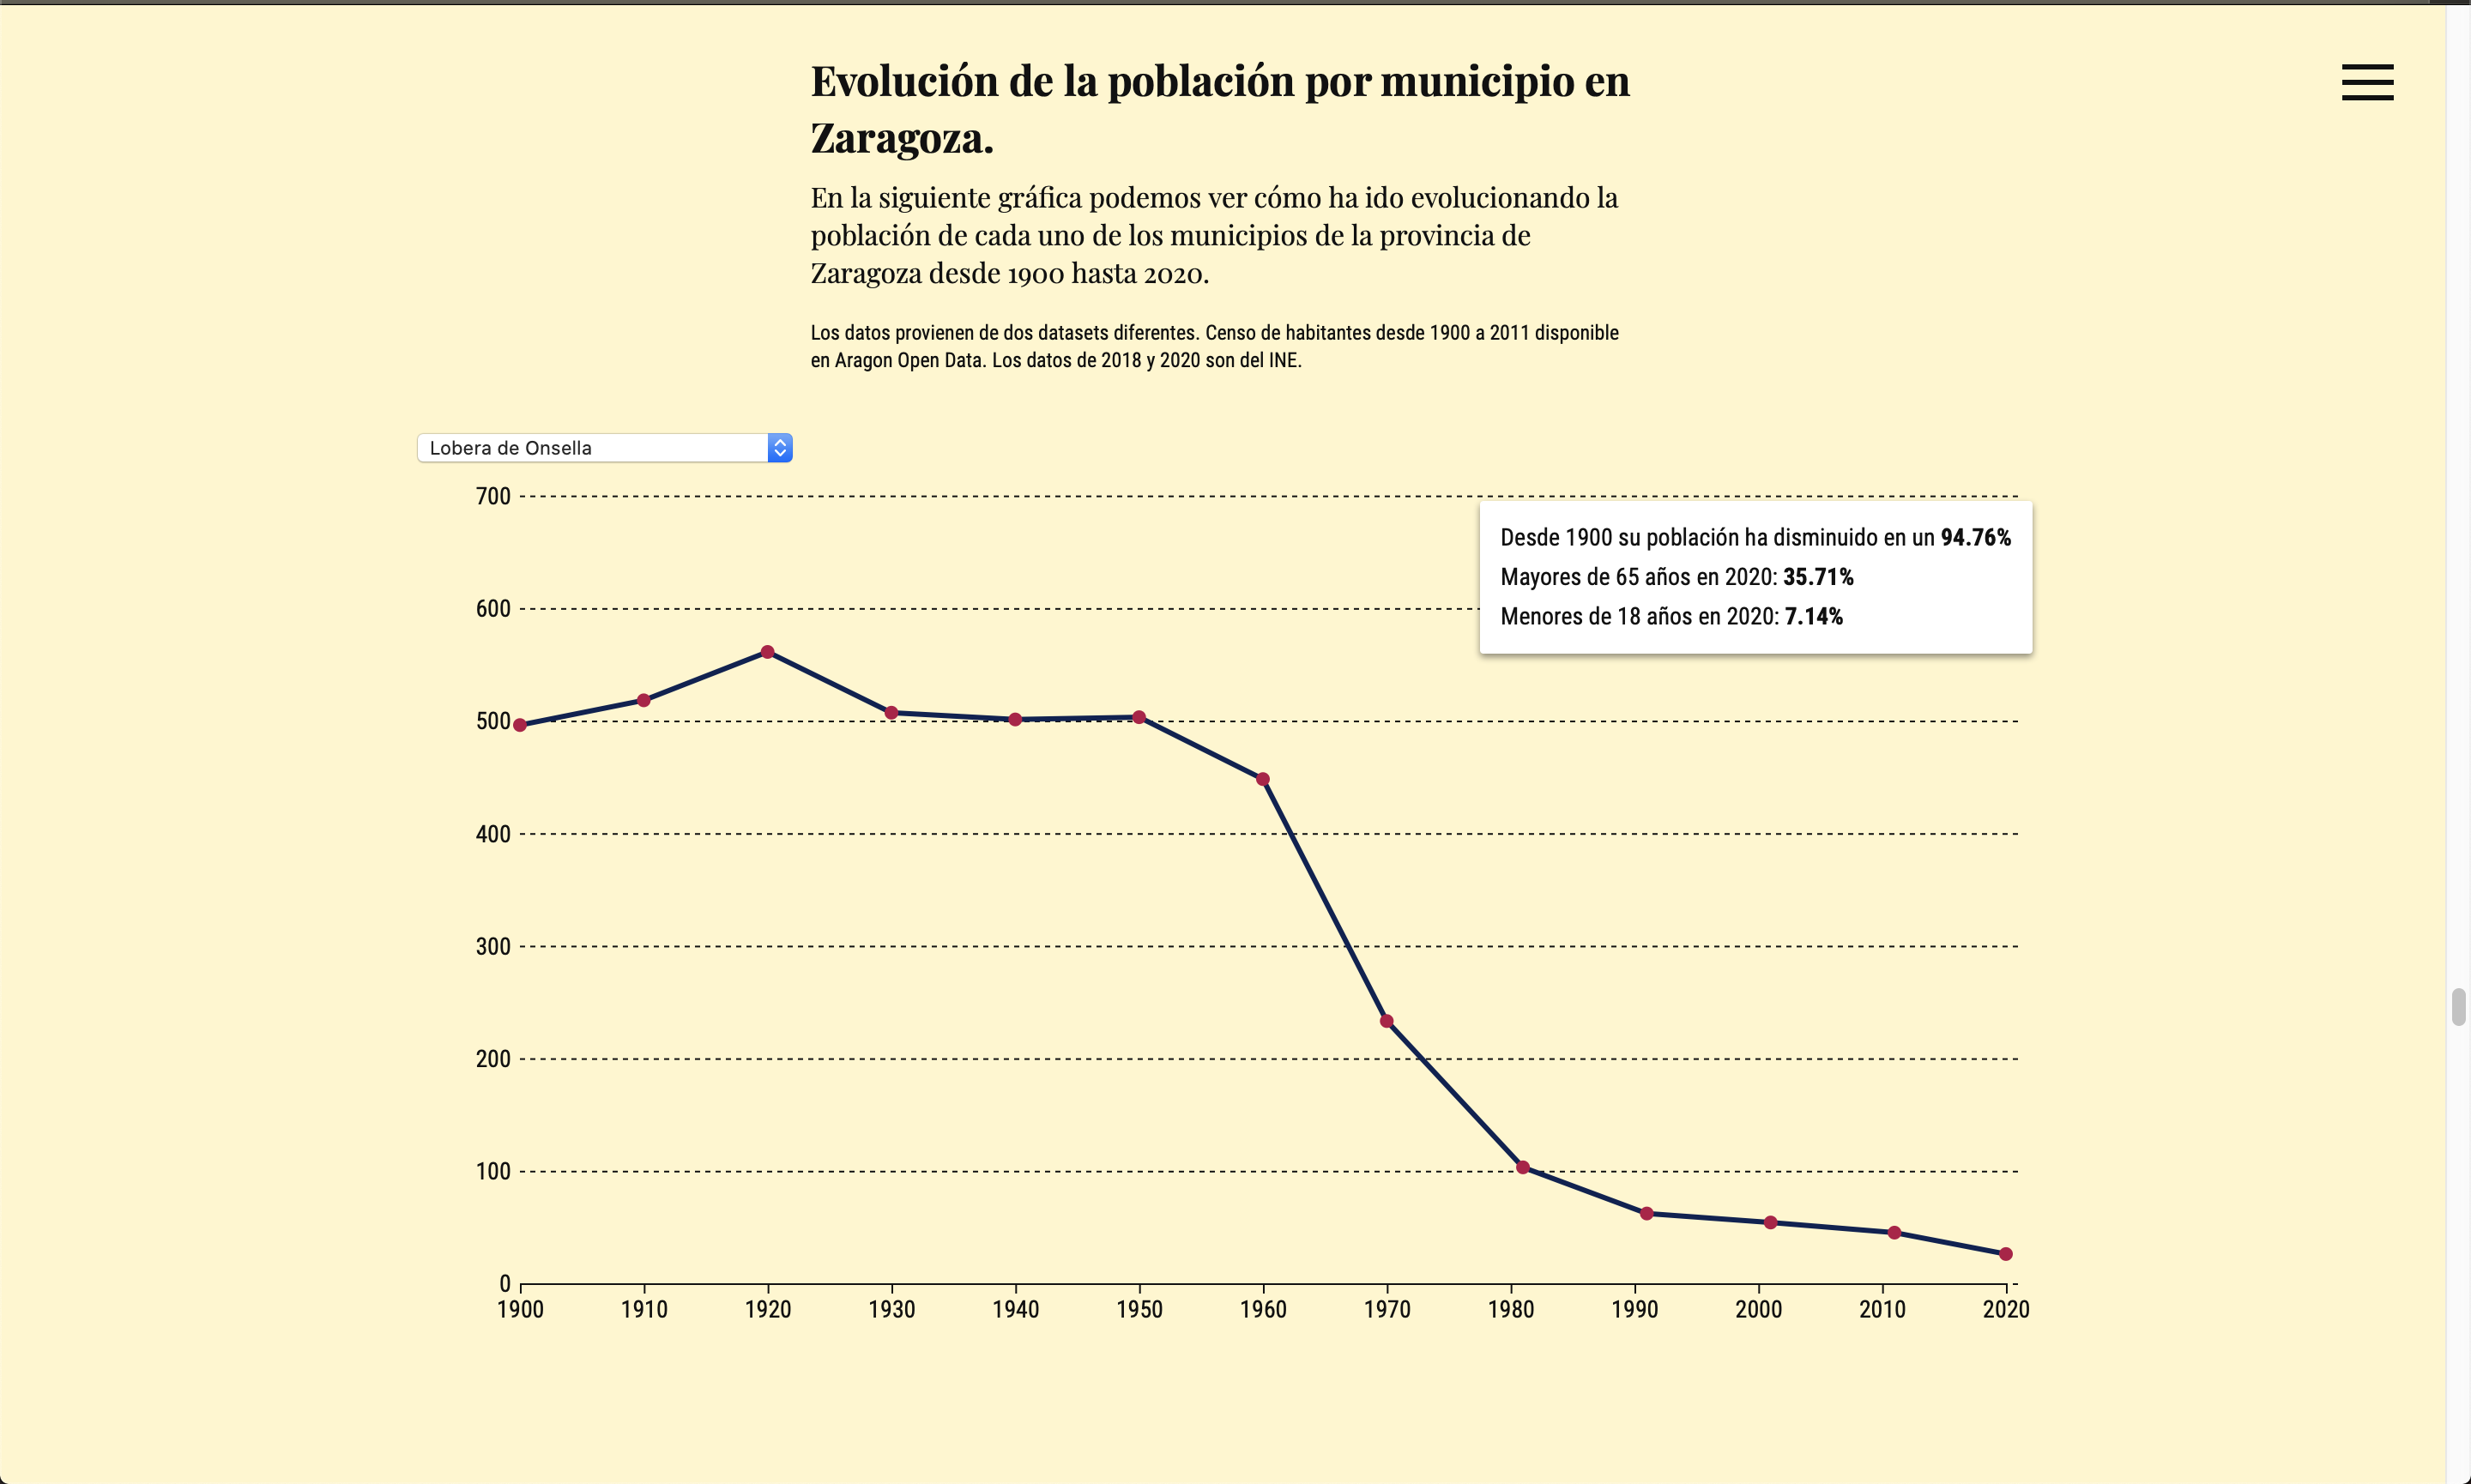 Evolución de la población por municipio en
Zaragoza.
En la siguiente gráfica podemos ver cómo ha ido evolucionando la
población de cada uno de los municipios de la provincia de
Zaragoza desde 1900 hasta 2020.
Los datos provienen de dos datasets diferentes. Censo de habitantes desde 1900 a 2011 disponible
en Aragon Open Data. Los datos de 2018 y 2020 son del INE.
Lobera de Onsella
Desde 1900 su población ha disminuido en un 94.76%
Mayores de 65 años en 2020: 35.71%
Menores de 18 años en 2020: 7.14%
700
600
500
400
300
200
100
0
1900 1910 1920 1930 1940 1950 1960 1970 1980 1990 2000 2010 2020